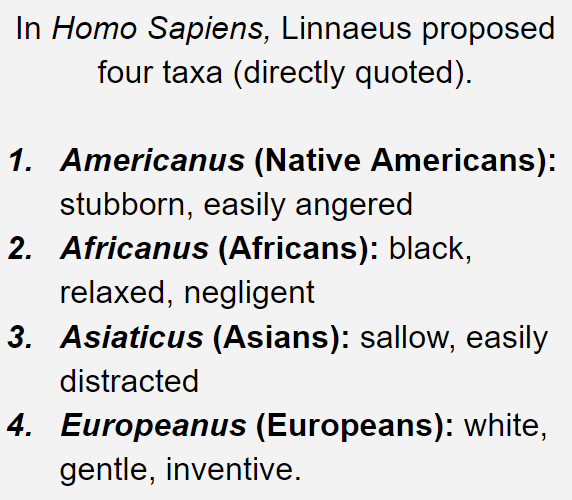 In Homo Sapiens, Linnaeus proposed
four taxa (directly quoted).
1. Americanus (Native Americans):
stubborn, easily angered
2. Africanus (Africans): black,
relaxed, negligent
3. Asiaticus (Asians): sallow, easily
distracted
4. Europeanus (Europeans): white,
gentle, inventive.